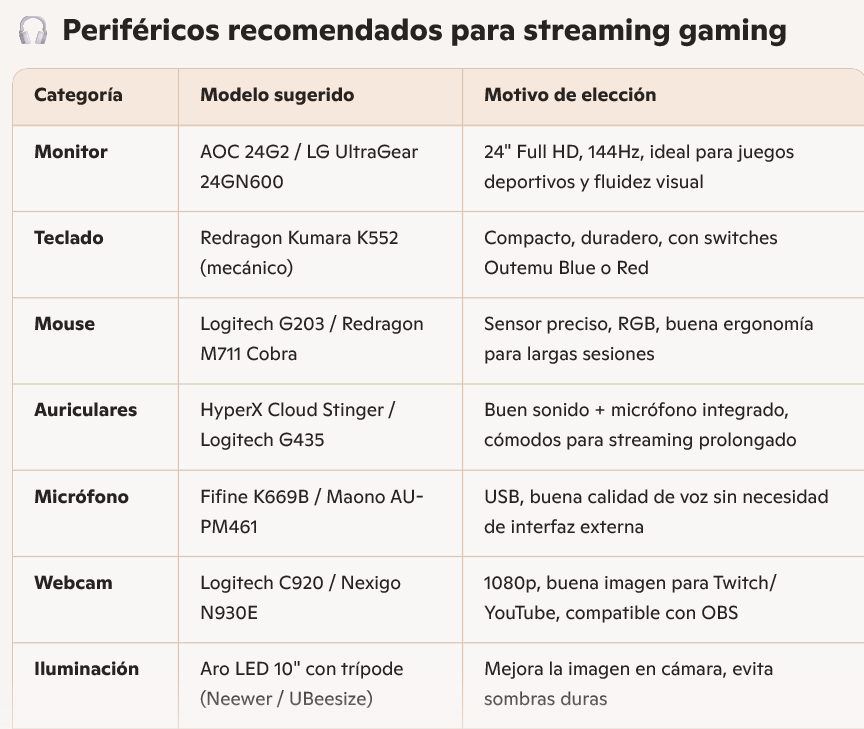 Periféricos recomendados para streaming gaming
Categoría Modelo sugerido Motivo de elección
Monitor AOC 24G2 / LG UltraGear 24" Full HD, 144Hz, ideal para juegos
24GN600 deportivos y fluidez visual
Teclado Redragon Kumara K552 Compacto, duradero, con switches
(mecánico) Outemu Blue o Red
Mouse Logitech G203 / Redragon Sensor preciso, RGB, buena ergonomía
M711 Cobra para largas sesiones
Auriculares HyperX Cloud Stinger / Buen sonido + micrófono integrado,
Logitech G435 cómodos para streaming prolongado
Micrófono Fifine K669B / Maono AU- USB, buena calidad de voz sin necesidad
PM461 de interfaz externa
Webcam Logitech C920 / Nexigo 1080p, buena imagen para Twitch/
N930E YouTube, compatible con OBS
Iluminación Aro LED 10" con trípode Mejora la imagen en cámara, evita
(Neewer / UBeesize) sombras duras